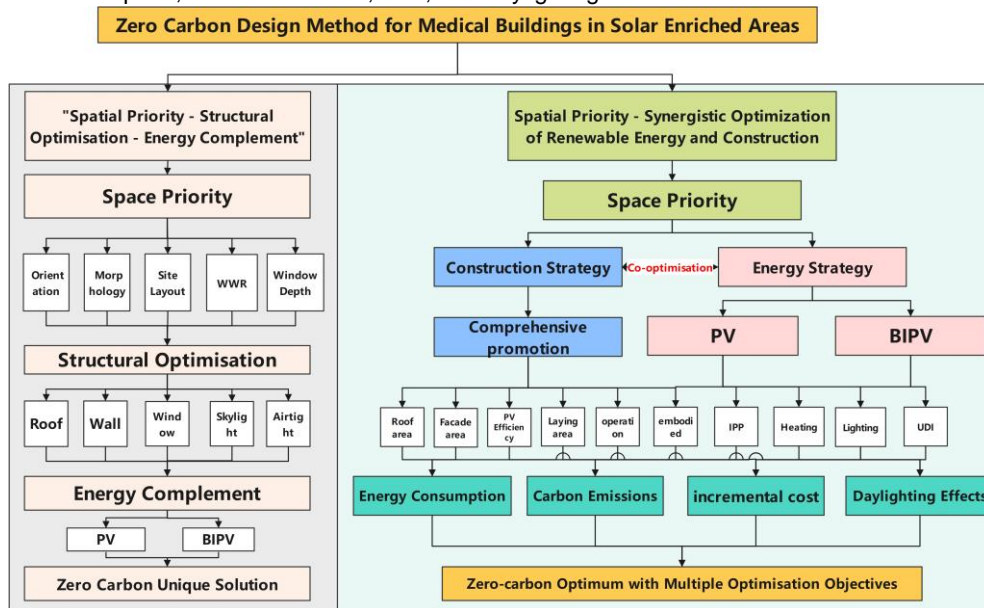 Zero Carbon Design Method for Medical Buildings in Solar Enriched Areas
"Spatial Priority - Structural
Optimisation - Energy Complement"
Space Priority
Orient
ation
Morp
hology
Site
Layout
WWR
Window
Depth
Structural Optimisation
Roof
Wall
Wind
ow
Skylig
ht
Airtig
ht
Energy Complement
PV
BIPV
Zero Carbon Unique Solution
Spatial Priority - Synergistic Optimization
of Renewable Energy and Construction
Space Priority
Construction Strategy
Co-optimisation
Energy Strategy
Comprehensive
promotion
PV
BIPV
Roof
area
Facade
area
PV
Efficien
cy
Laying
area
operati
on
embodi
ed
IPP
Heating
Lighting
UDI
Energy Consumption
Carbon Emissions
incremental cost
Daylighting Effects
Zero-carbon Optimum with Multiple Optimisation Objectives